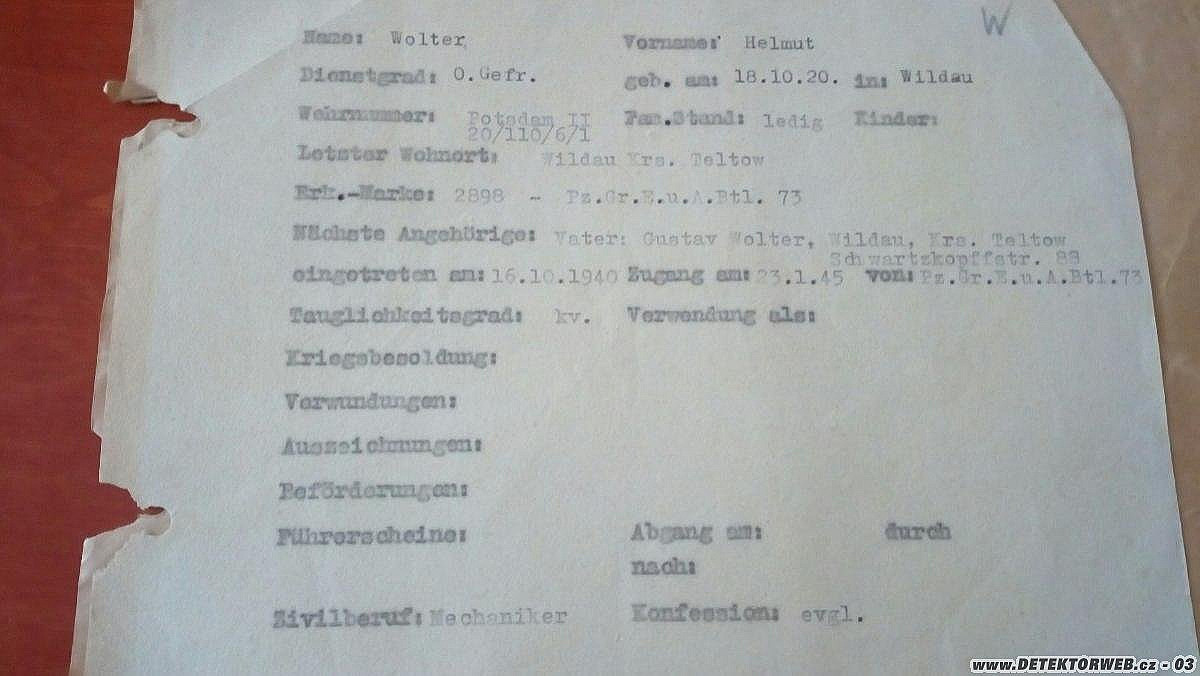 W
Name: Wolter Vorname: Helmut
Dienstgrad: O.Gefr. geb. am: 18.10.20. in: Wildau
Wehrnummer: Potsdam II Fam.Stand: ledig Kinder:
20/110/6/1
Letzter Wohnort: Wildau Krs. Teltow
Erk.-Marke: 2898 - Pz.Gr.E.u.A.Btl. 73
Nächste Angehörige: Vater: Gustav Wolter, Wildau, Krs. Teltow
Schwartzkopffstr. 88
eingetreten am: 16.10.1940 Zugang am: 23.1.45 von: Pz.Gr.E.u.A.Btl.73
Tauglichkeitsgrad: kv. Verwendung als:
Kriegsbesoldung:
Verwundungen:
Auszeichnungen:
Beförderungen:
Führerscheine: Abgang am: durch
nach:
Zivilberuf: Mechaniker Konfession: evgl.
www.DETEKTORWEB.cz - 03